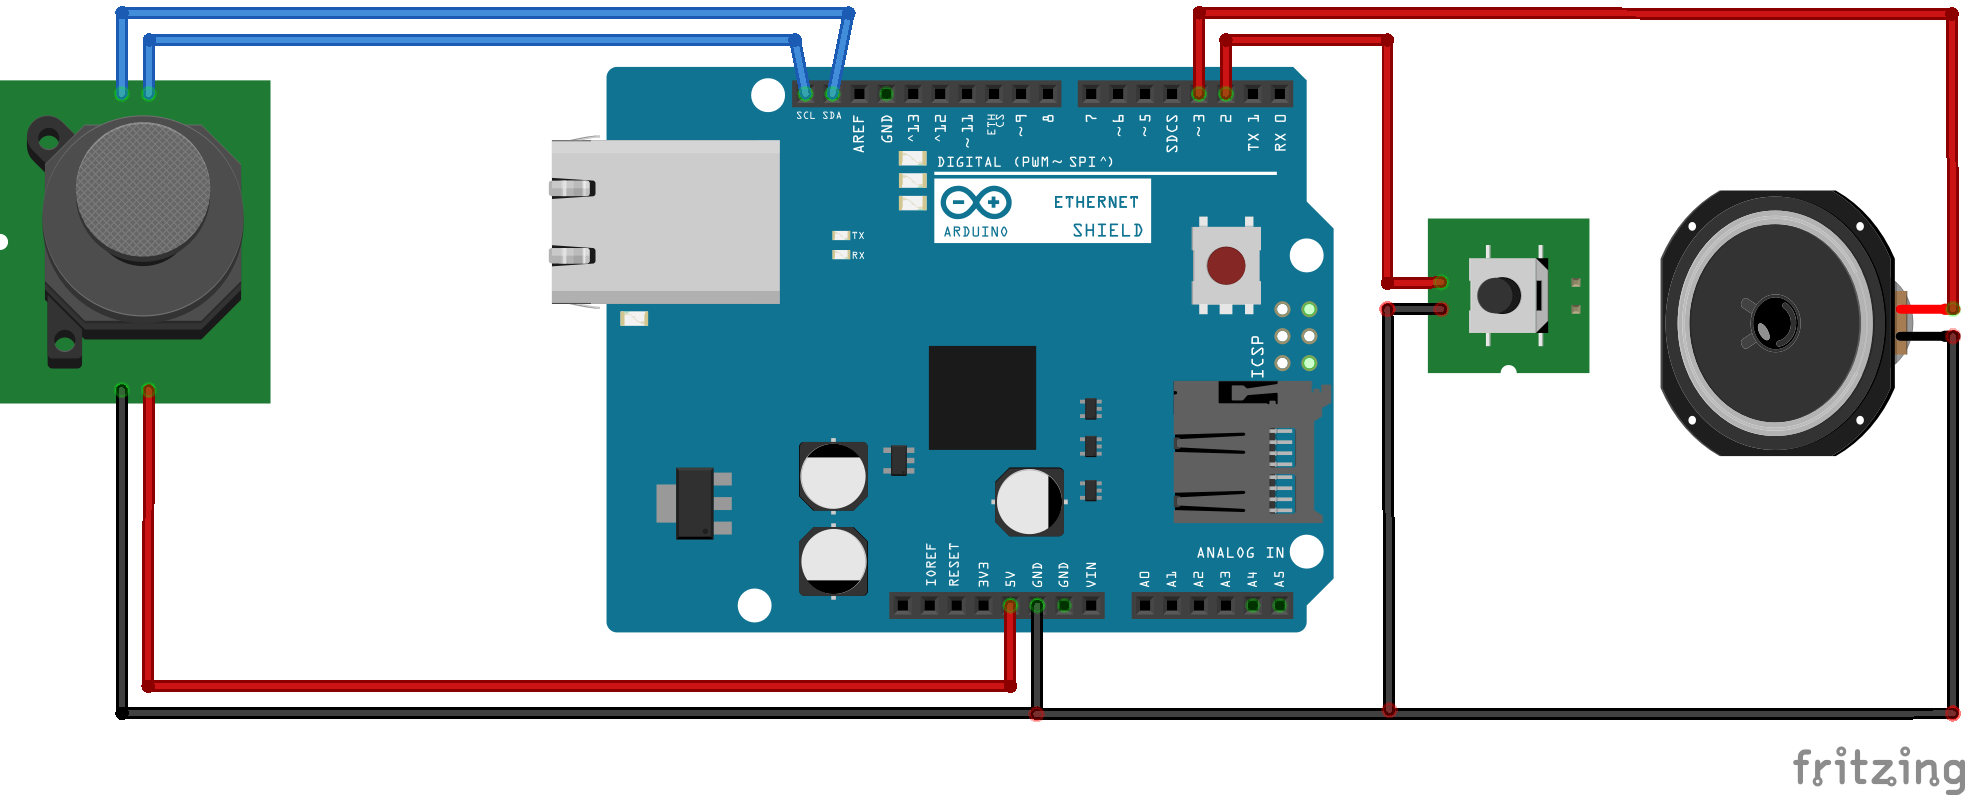 SCL SDA
AREF
GND
^13
^12
~11
ETH
CS
~9
8
7
~6
~5
SDCS
~3
2
TX 1
RX 0
DIGITAL (PWM~ SPI^)
ETHERNET
SHIELD
ARDUINO
TX
RX
ICSP
ANALOG IN
IOREF
RESET
3V3
5V
GND
GND
VIN
A0
A1
A2
A3
A4
A5
fritzing